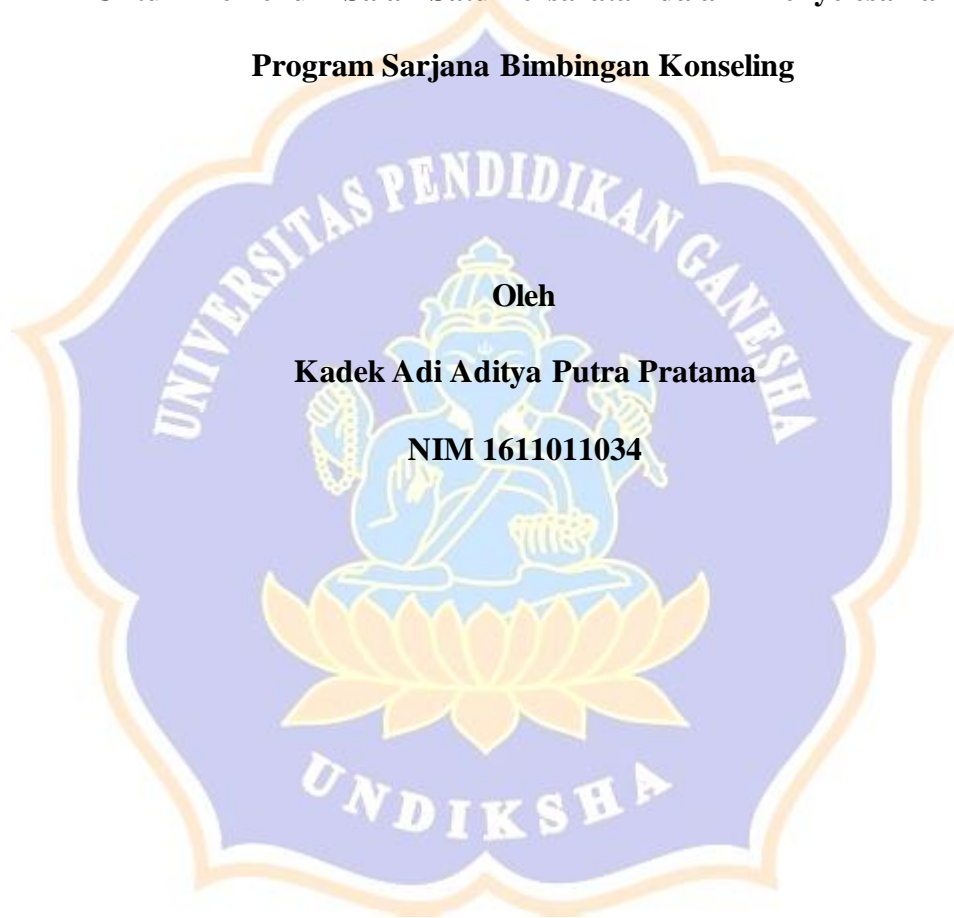 Program Sarjana Bimbingan Konseling
UNIVERSITAS PENDIDIKAN GANESHA
Oleh
Kadek Adi Aditya Putra Pratama
NIM 1611011034
UNDIKSHA